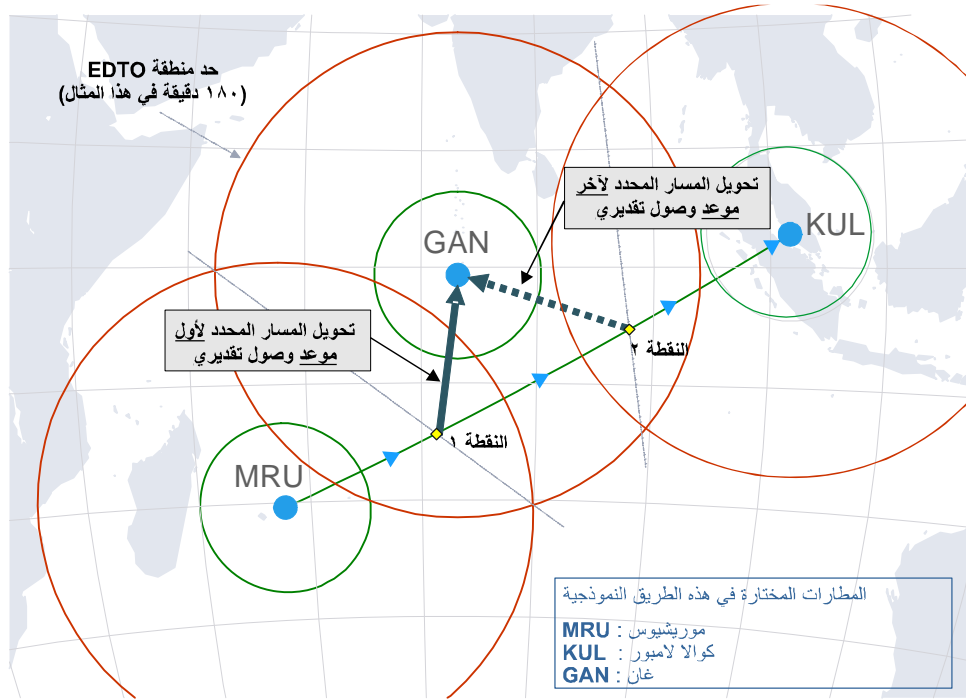 حد منطقة EDTO
(١٨٠ دقيقة في هذا المثال)
تحويل المسار المحدد لآخر
موعد وصول تقديري
KUL
GAN
تحويل المسار المحدد لأول
موعد وصول تقديري
النقطة ٢
النقطة ١
MRU
المطارات المختارة في هذه الطريق النموذجية
MRU : موريشيوس
KUL : كوالا لامبور
GAN : غان